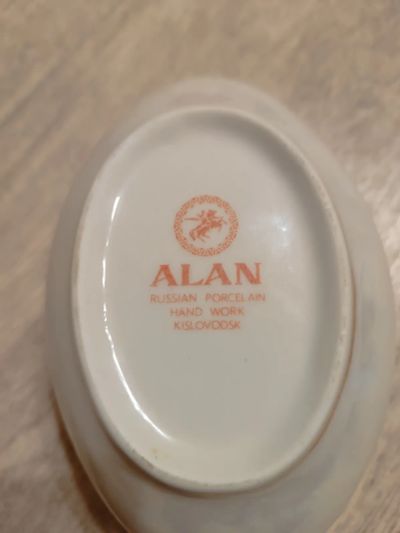 ALAN
RUSSIAN PORCELAIN
HAND WORK
KISLOVODSK